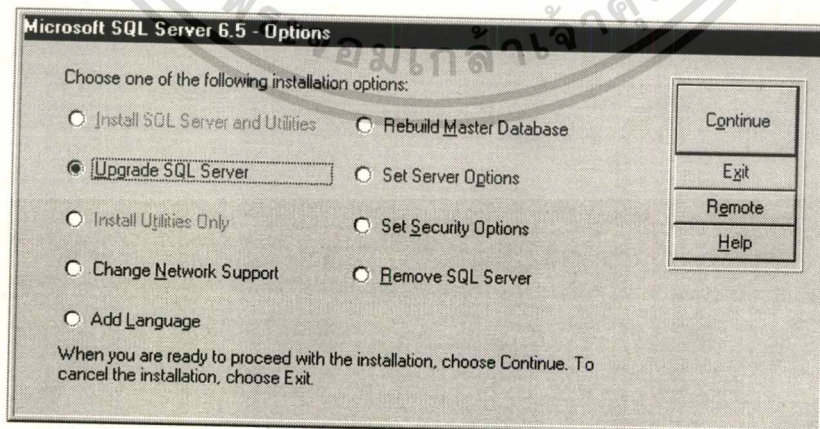 Microsoft SQL Server 6.5 - Options
Choose one of the following installation options:
Install SQL Server and Utilities
Upgrade SQL Server
Install Utilities Only
Change Network Support
Add Language
Rebuild Master Database
Set Server Options
Set Security Options
Remove SQL Server
Continue
Exit
Remote
Help
When you are ready to proceed with the installation, choose Continue. To
cancel the installation, choose Exit.